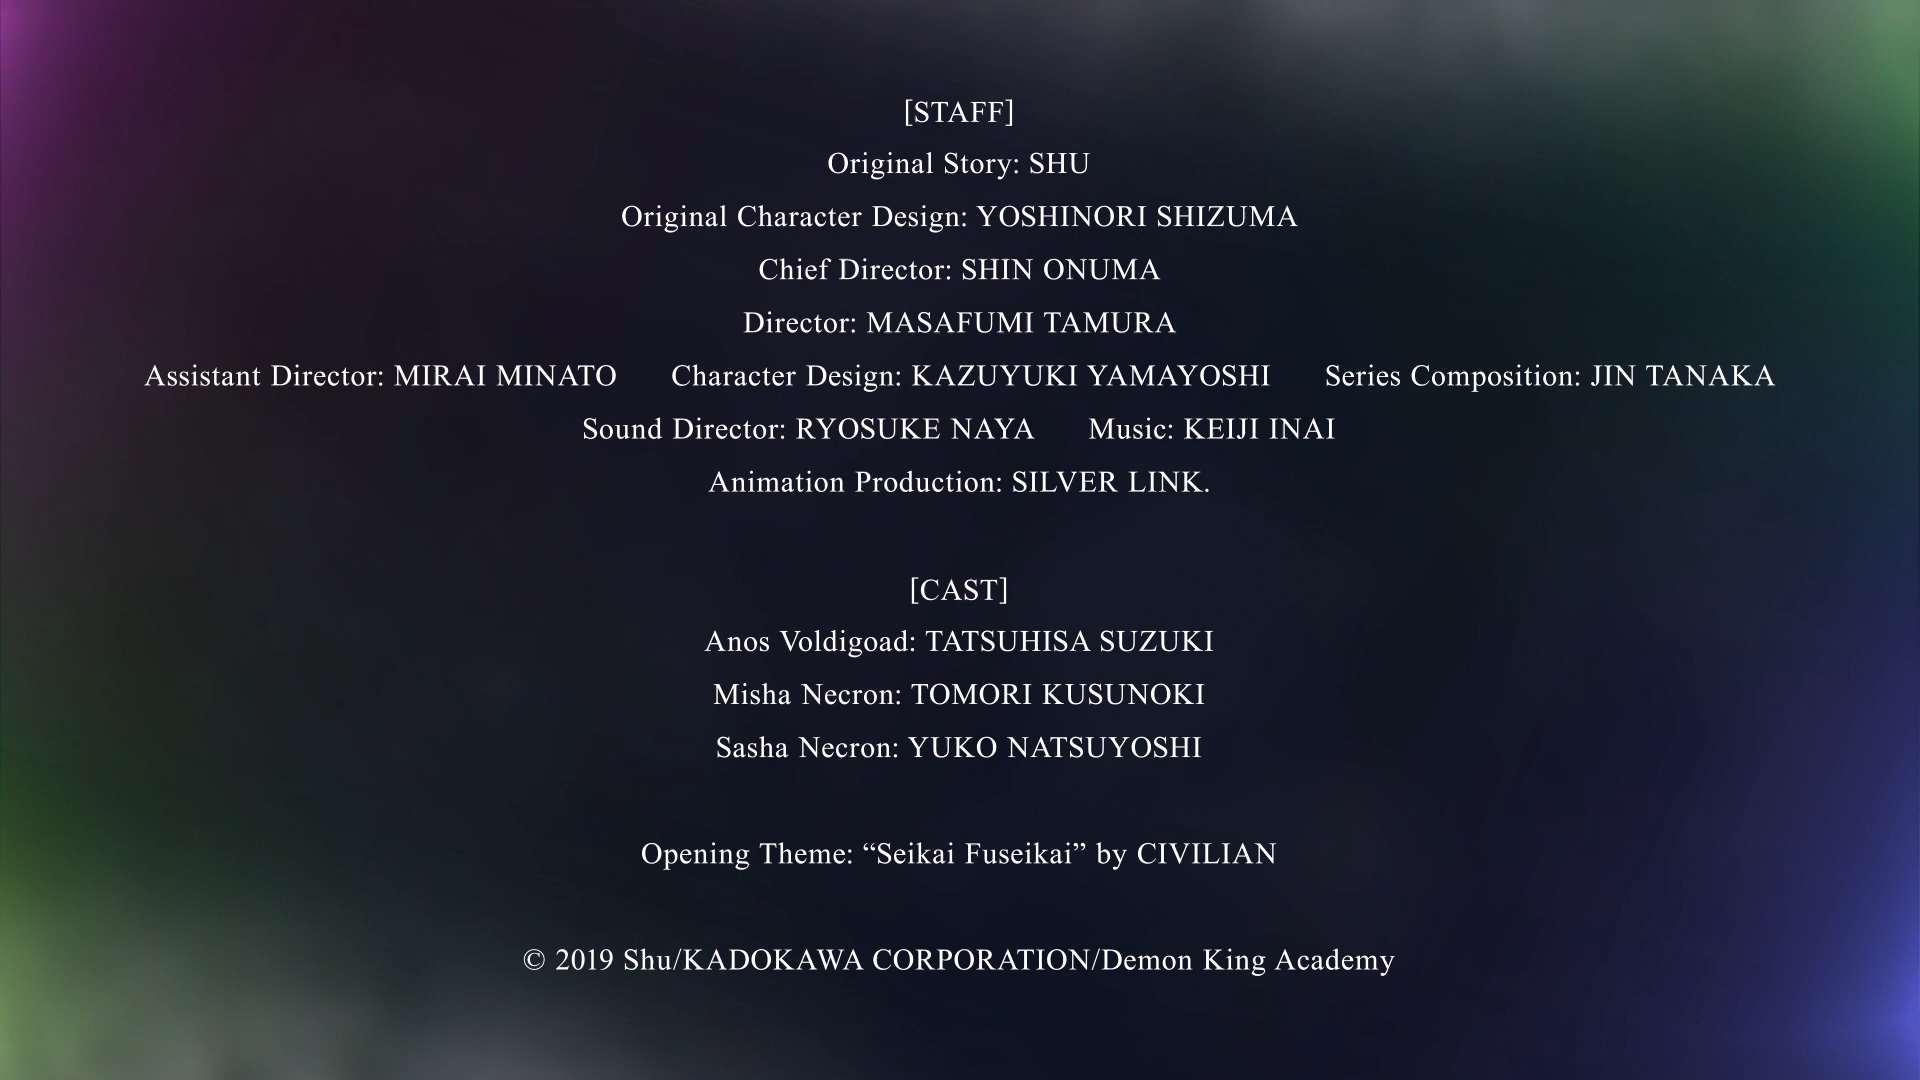 [STAFF]
Original Story: SHU
Original Character Design: YOSHINORI SHIZUMA
Chief Director: SHIN ONUMA
Director: MASAFUMI TAMURA
Assistant Director: MIRAI MINATO Character Design: KAZUYUKI YAMAYOSHI Series Composition: JIN TANAKA
Sound Director: RYOSUKE NAYA Music: KEIJI INAI
Animation Production: SILVER LINK.
[CAST]
Anos Voldigoad: TATSUHISA SUZUKI
Misha Necron: TOMORI KUSUNOKI
Sasha Necron: YUKO NATSUYOSHI
Opening Theme: “Seikai Fuseikai” by CIVILIAN
© 2019 Shu/KADOKAWA CORPORATION/Demon King Academy